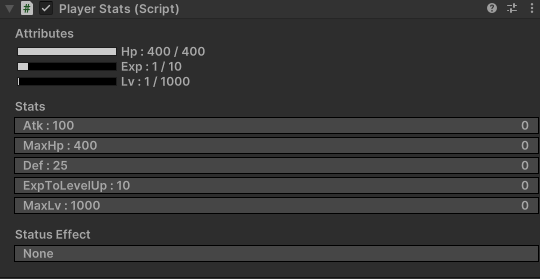 # Player Stats (Script)
Attributes
Hp : 400 / 400
Exp : 1 / 10
Lv : 1 / 1000
Stats
Atk : 100 0
MaxHp : 400 0
Def : 25 0
ExpToLevelUp : 10 0
MaxLv : 1000 0
Status Effect
None